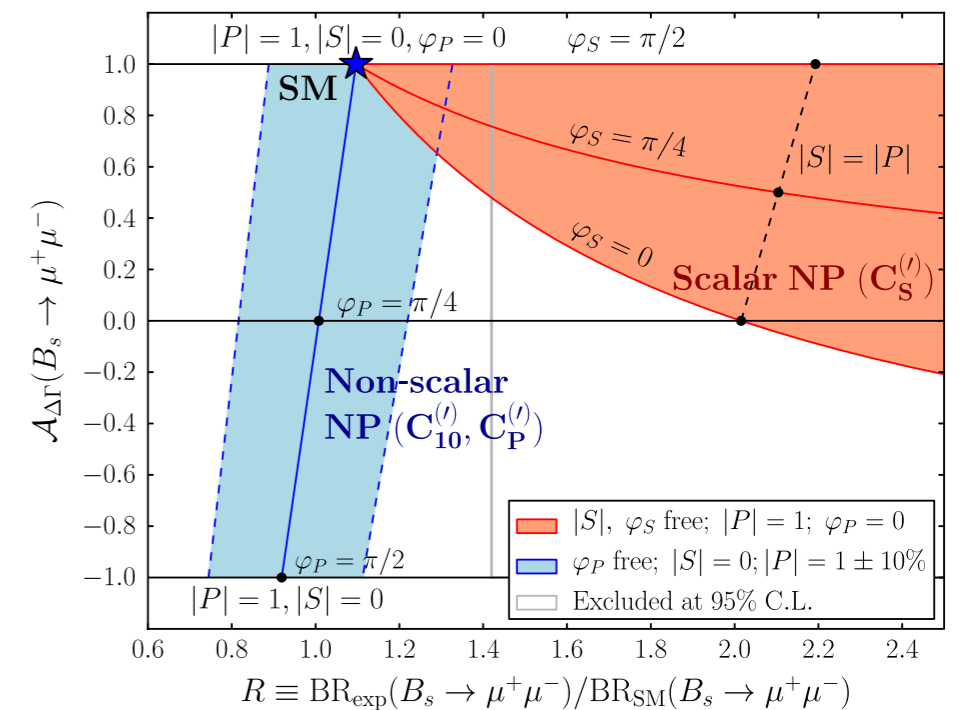 |P| = 1, |S| = 0, φ_P = 0 φ_S = π/2
SM
φ_S = π/4
|S| = |P|
φ_S = 0
Scalar NP (C_S^(′))
φ_P = π/4
Non-scalar
NP (C_10^(′), C_P^(′))
φ_P = π/2
|P| = 1, |S| = 0
|S|, φ_S free; |P| = 1; φ_P = 0
φ_P free; |S| = 0; |P| = 1 ± 10%
Excluded at 95% C.L.
1.0
0.8
0.6
0.4
0.2
0.0
−0.2
−0.4
−0.6
−0.8
−1.0
0.6 0.8 1.0 1.2 1.4 1.6 1.8 2.0 2.2 2.4
A_ΔΓ(B_s → μ⁺μ⁻)
R ≡ BR_exp(B_s → μ⁺μ⁻)/BR_SM(B_s → μ⁺μ⁻)